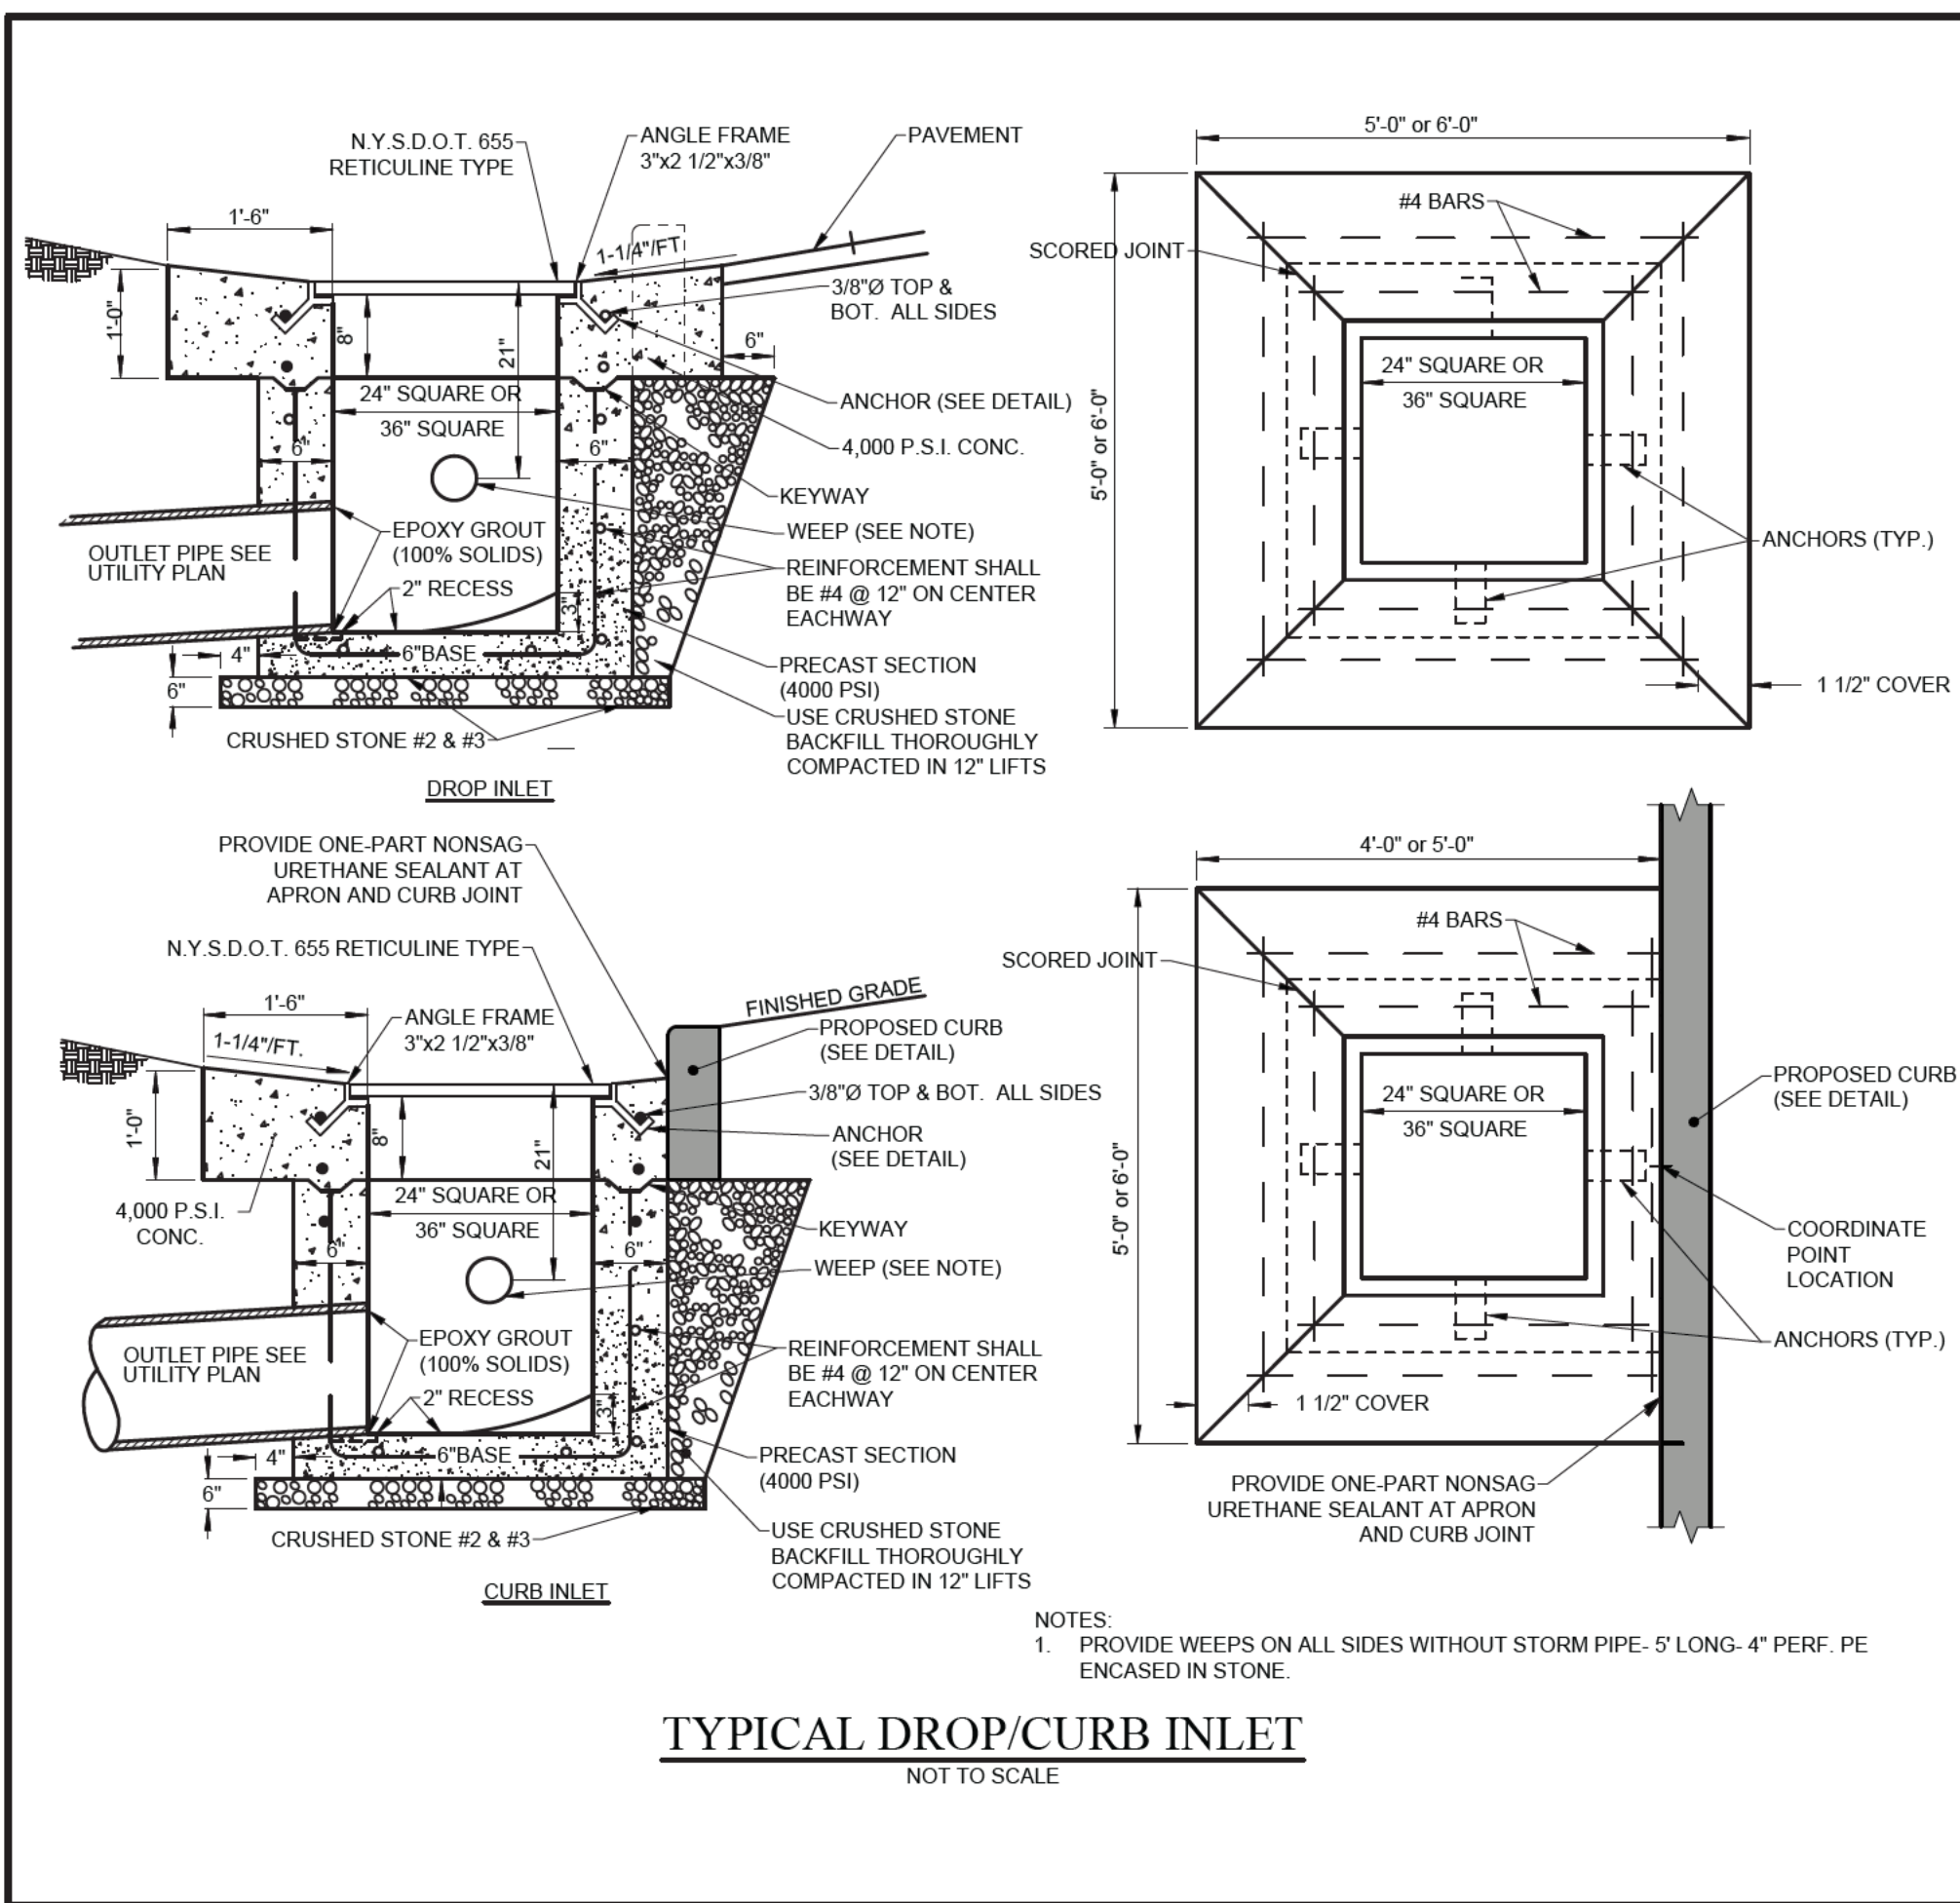 N.Y.S.D.O.T. 655
RETICULINE TYPE
ANGLE FRAME
3"x2 1/2"x3/8"
PAVEMENT
1'-6"
1-1/4"/FT
3/8"Ø TOP &
BOT. ALL SIDES
1'-0"
8"
21"
6"
24" SQUARE OR
36" SQUARE
ANCHOR (SEE DETAIL)
4,000 P.S.I. CONC.
6"
6"
KEYWAY
WEEP (SEE NOTE)
EPOXY GROUT
(100% SOLIDS)
OUTLET PIPE SEE
UTILITY PLAN
2" RECESS
3"
REINFORCEMENT SHALL
BE #4 @ 12" ON CENTER
EACHWAY
4"
6"BASE
6"
PRECAST SECTION
(4000 PSI)
USE CRUSHED STONE
BACKFILL THOROUGHLY
COMPACTED IN 12" LIFTS
CRUSHED STONE #2 & #3
DROP INLET
5'-0" or 6'-0"
#4 BARS
SCORED JOINT
24" SQUARE OR
36" SQUARE
5'-0" or 6'-0"
ANCHORS (TYP.)
1 1/2" COVER
PROVIDE ONE-PART NONSAG
URETHANE SEALANT AT
APRON AND CURB JOINT
N.Y.S.D.O.T. 655 RETICULINE TYPE
FINISHED GRADE
1'-6"
1-1/4"/FT.
ANGLE FRAME
3"x2 1/2"x3/8"
PROPOSED CURB
(SEE DETAIL)
3/8"Ø TOP & BOT. ALL SIDES
1'-0"
8"
21"
ANCHOR
(SEE DETAIL)
4,000 P.S.I.
CONC.
24" SQUARE OR
36" SQUARE
KEYWAY
6"
6"
WEEP (SEE NOTE)
EPOXY GROUT
(100% SOLIDS)
OUTLET PIPE SEE
UTILITY PLAN
2" RECESS
3"
REINFORCEMENT SHALL
BE #4 @ 12" ON CENTER
EACHWAY
4"
6"BASE
6"
PRECAST SECTION
(4000 PSI)
USE CRUSHED STONE
BACKFILL THOROUGHLY
COMPACTED IN 12" LIFTS
CRUSHED STONE #2 & #3
CURB INLET
4'-0" or 5'-0"
#4 BARS
SCORED JOINT
24" SQUARE OR
36" SQUARE
5'-0" or 6'-0"
PROPOSED CURB
(SEE DETAIL)
COORDINATE
POINT
LOCATION
ANCHORS (TYP.)
1 1/2" COVER
PROVIDE ONE-PART NONSAG
URETHANE SEALANT AT APRON
AND CURB JOINT
NOTES:
1. PROVIDE WEEPS ON ALL SIDES WITHOUT STORM PIPE- 5' LONG- 4" PERF. PE
ENCASED IN STONE.
TYPICAL DROP/CURB INLET
NOT TO SCALE